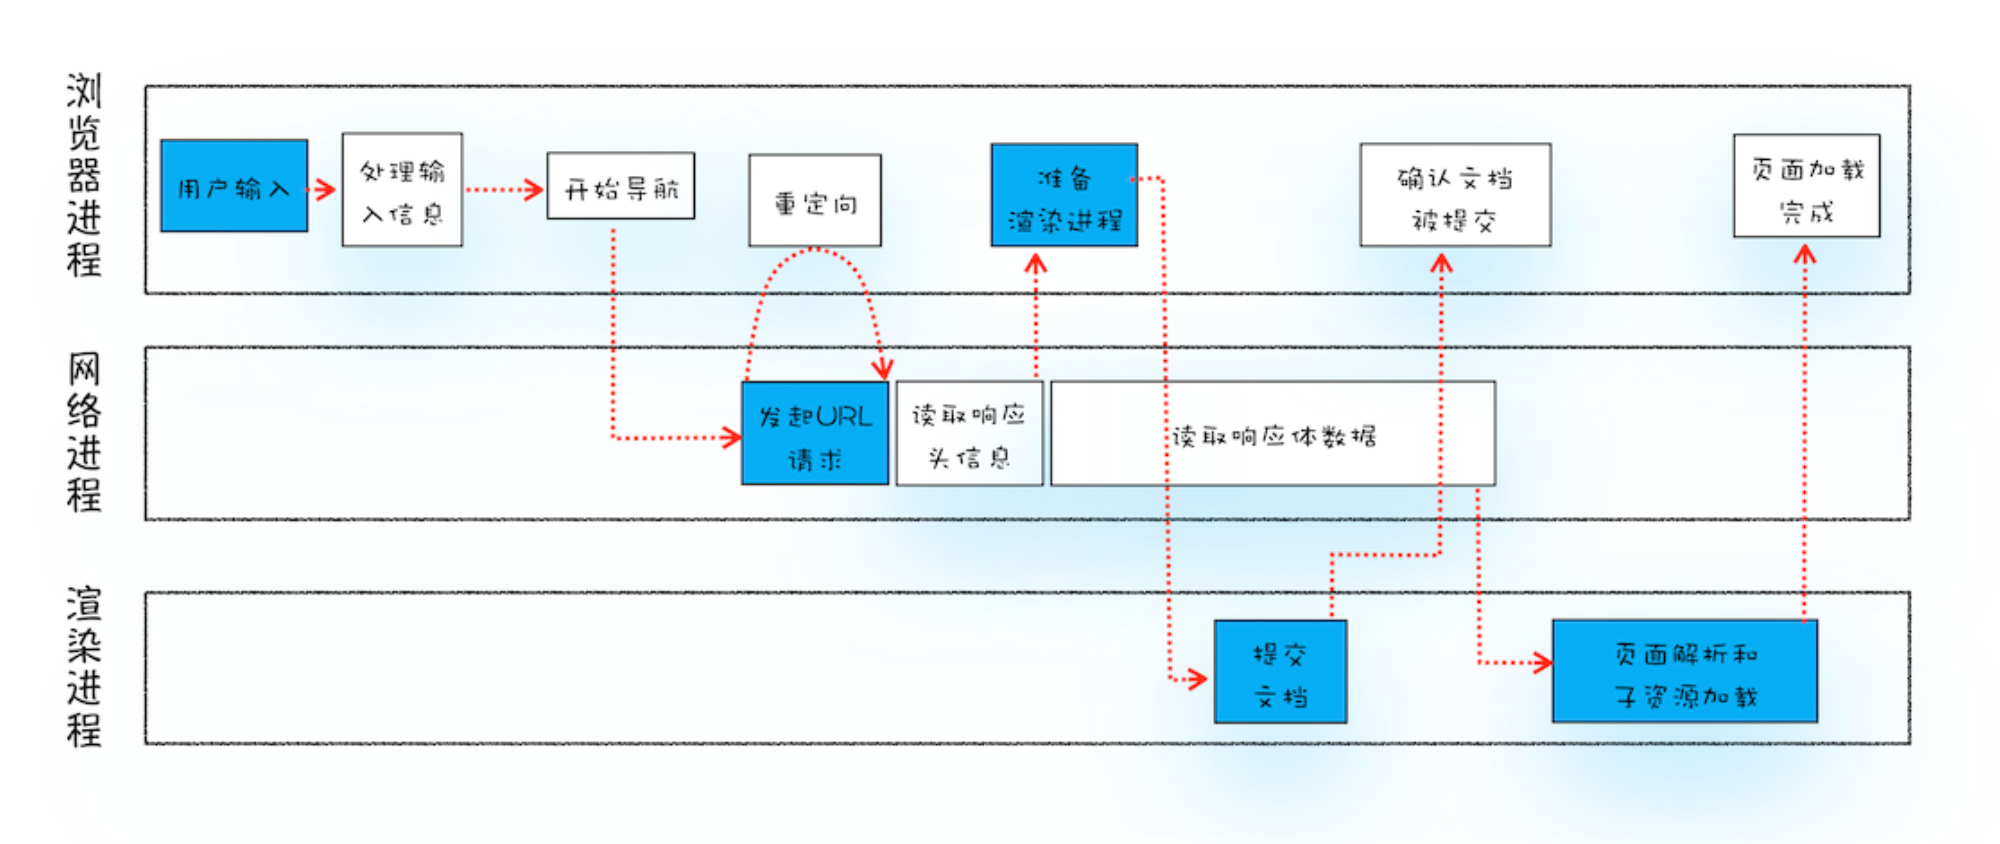 浏览器进程
用户输入
处理输
入信息
开始导航
重定向
准备
渲染进程
确认文档
被提交
页面加载
完成
网络进程
发起URL
请求
读取响应
头信息
读取响应体数据
渲染进程
提交
文档
页面解析和
子资源加载